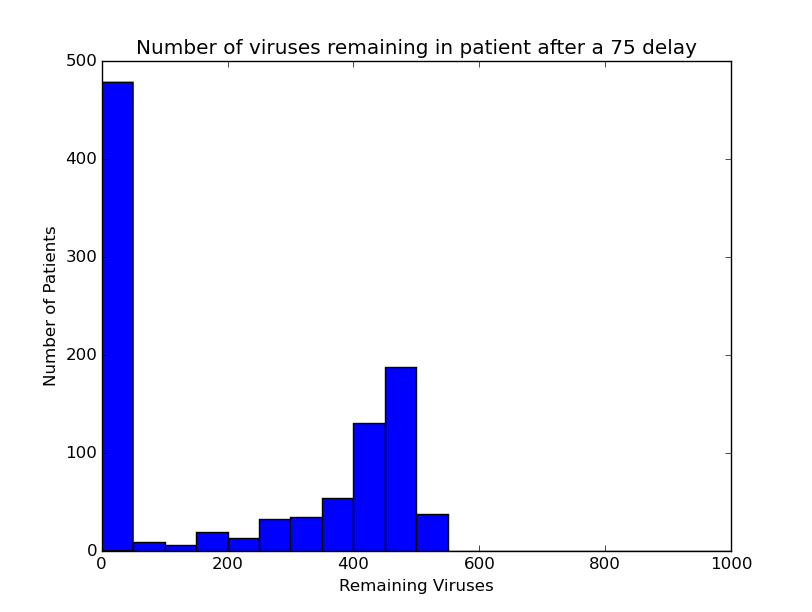 Number of viruses remaining in patient after a 75 delay
500
400
300
200
100
0
Number of Patients
0 200 400 600 800 1000
Remaining Viruses